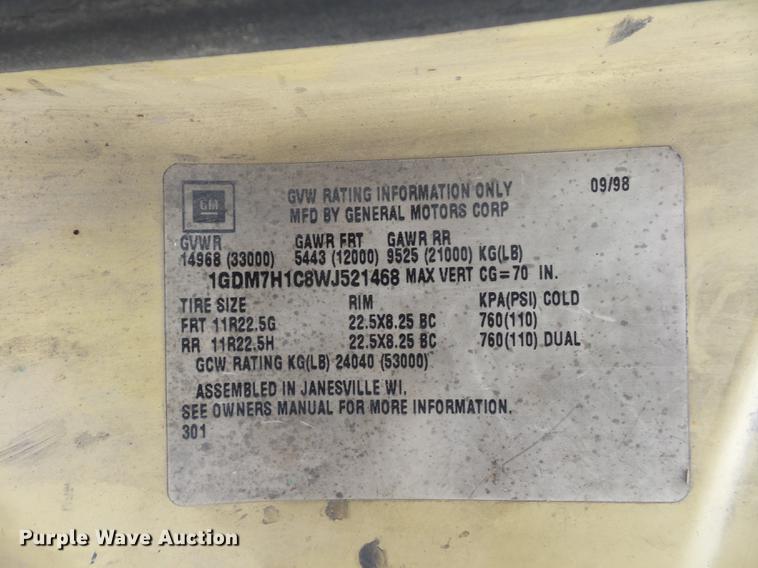 GM
GVW RATING INFORMATION ONLY 09/98
MFD BY GENERAL MOTORS CORP
GVWR GAWR FRT GAWR RR
14968 (33000) 5443 (12000) 9525 (21000) KG(LB)
1GDM7H1C8WJ521468 MAX VERT CG=70 IN.
TIRE SIZE RIM KPA(PSI) COLD
FRT 11R22.5G 22.5X8.25 BC 760(110)
RR 11R22.5H 22.5X8.25 BC 760(110) DUAL
GCW RATING KG(LB) 24040 (53000)
ASSEMBLED IN JANESVILLE WI.
SEE OWNERS MANUAL FOR MORE INFORMATION.
301
Purple Wave Auction